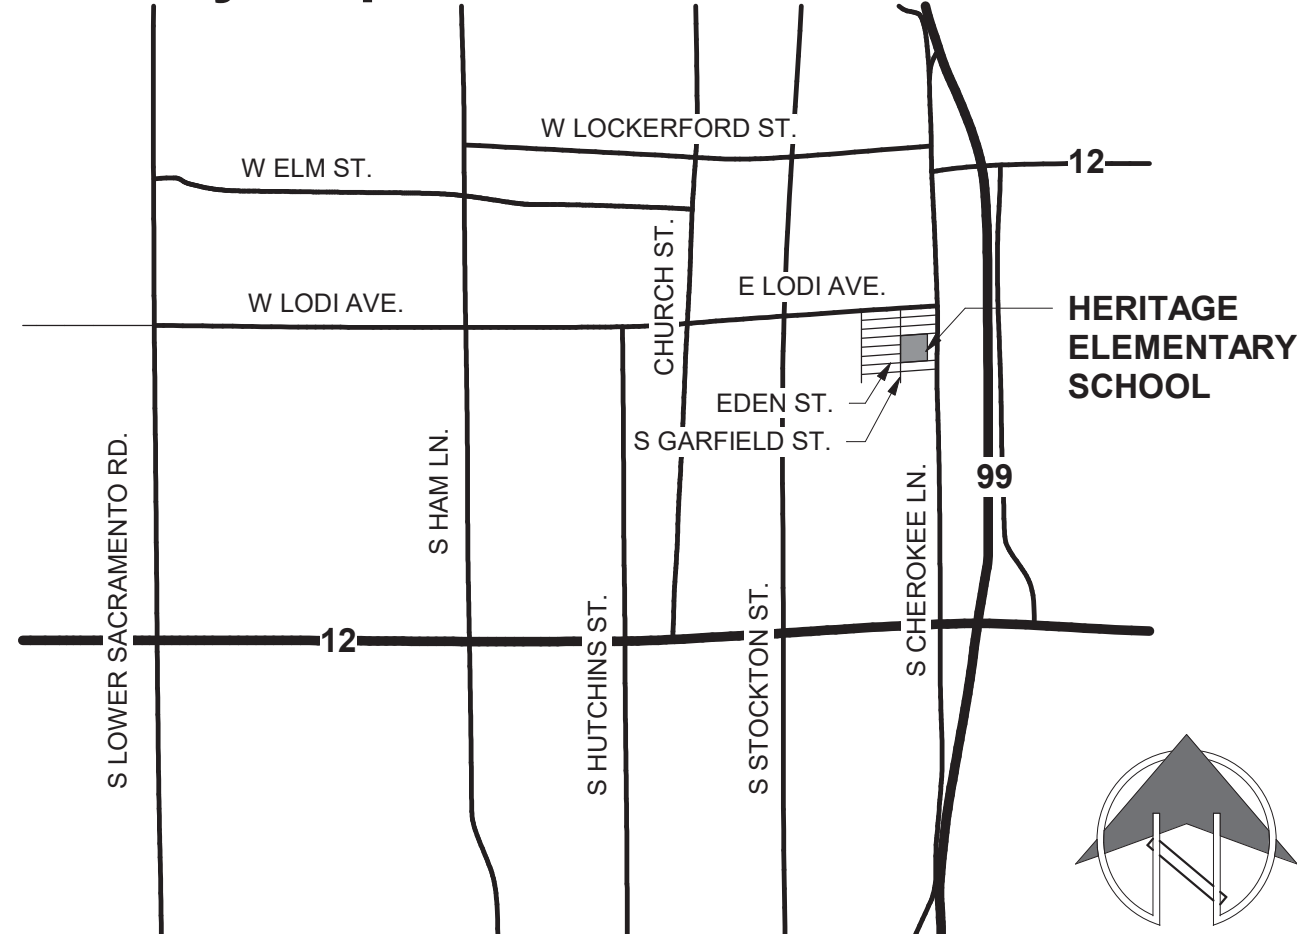 W LOCKERFORD ST.
12
W ELM ST.
CHURCH ST.
E LODI AVE.
W LODI AVE.
HERITAGE
ELEMENTARY
SCHOOL
EDEN ST.
S GARFIELD ST.
S LOWER SACRAMENTO RD.
S HAM LN.
99
S CHEROKEE LN.
12
S HUTCHINS ST.
S STOCKTON ST.
N